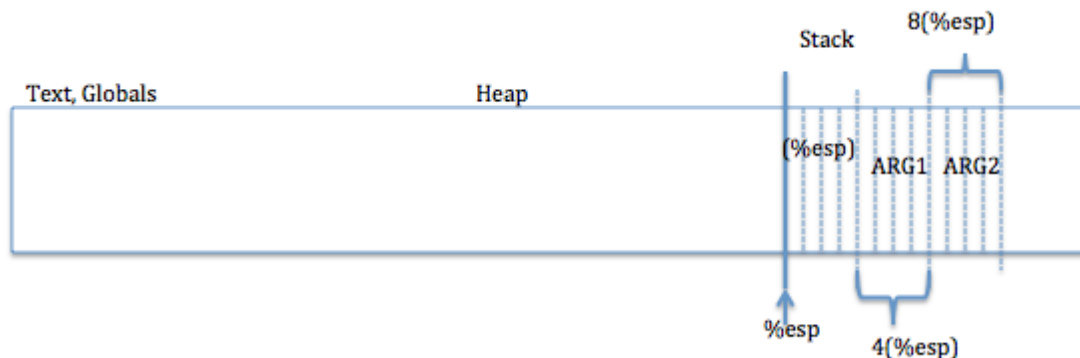 8(%esp)
Stack
Text, Globals
Heap
(%esp)
ARG1
ARG2
%esp
4(%esp)